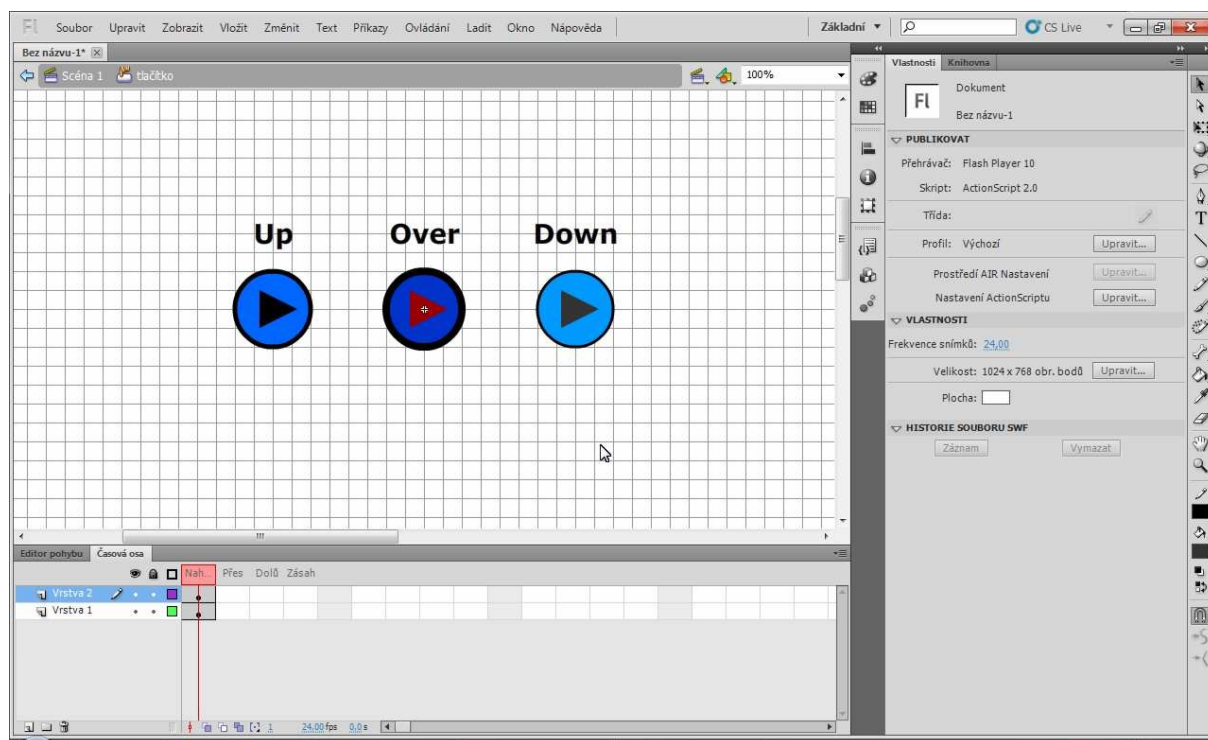 Fl Soubor Upravit Zobrazit Vložit Změnit Text Příkazy Ovládání Ladit Okno Nápověda Základní CS Live
Bez názvu-1*
Scéna 1 tlačítko 100%
Up Over Down
Vlastnosti Knihovna
Fl Dokument
Bez názvu-1
PUBLIKOVAT
Přehrávač: Flash Player 10
Skript: ActionScript 2.0
Třída:
Profil: Výchozí Upravit...
Prostředí AIR Nastavení Upravit...
Nastavení ActionScriptu Upravit...
VLASTNOSTI
Frekvence snímků: 24,00
Velikost: 1024 x 768 obr. bodů Upravit...
Plocha:
HISTORIE SOUBORU SWF
Záznam Vymazat
Editor pohybu Časová osa
Nah... Přes Dolů Zásah
Vrstva 2
Vrstva 1
1 24.00 fps 0.0 s